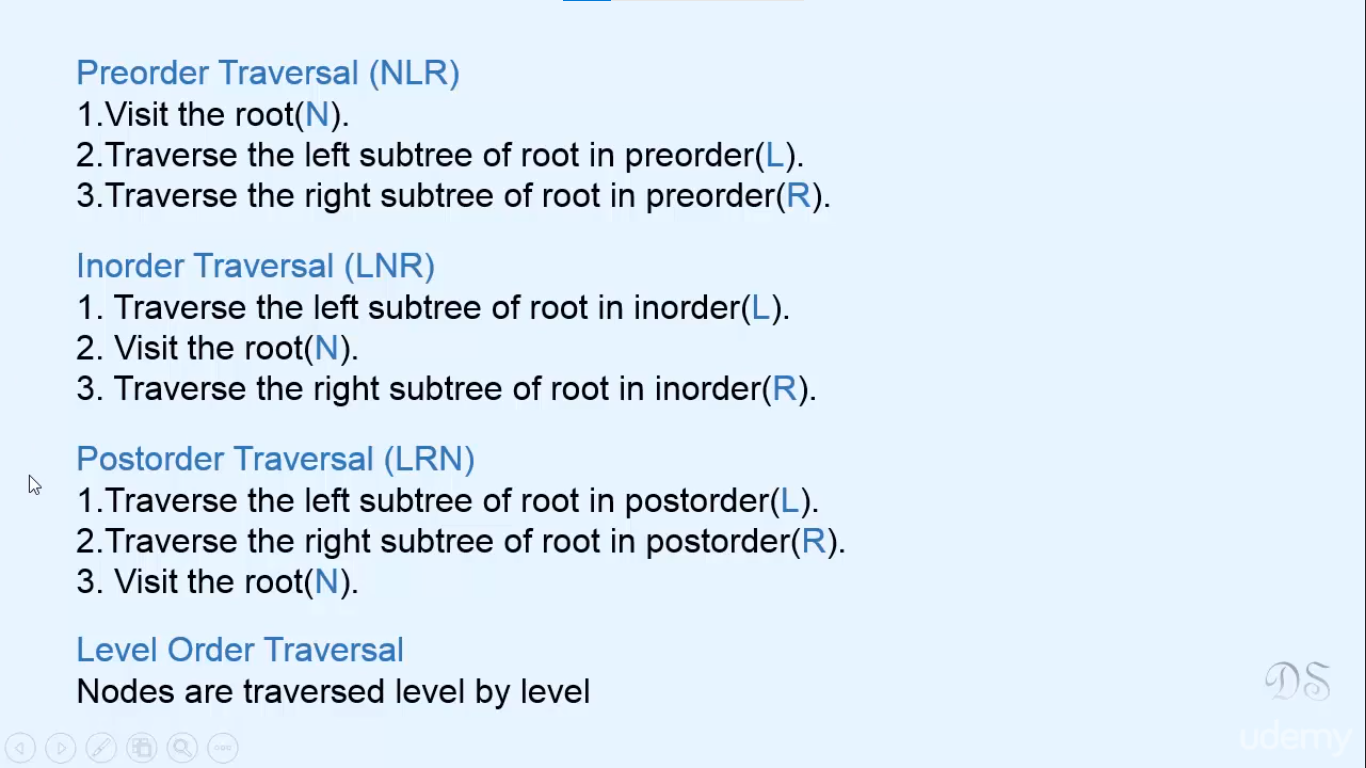 Preorder Traversal (NLR)
1.Visit the root(N).
2.Traverse the left subtree of root in preorder(L).
3.Traverse the right subtree of root in preorder(R).
Inorder Traversal (LNR)
1. Traverse the left subtree of root in inorder(L).
2. Visit the root(N).
3. Traverse the right subtree of root in inorder(R).
Postorder Traversal (LRN)
1.Traverse the left subtree of root in postorder(L).
2.Traverse the right subtree of root in postorder(R).
3. Visit the root(N).
Level Order Traversal
Nodes are traversed level by level
DS
udemy